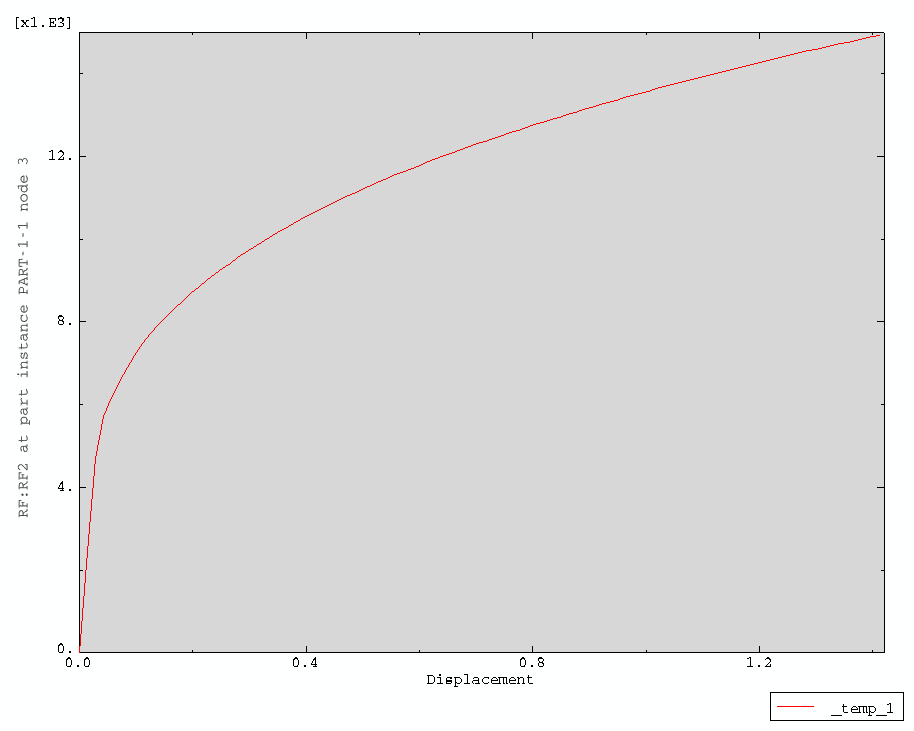 [x1.E3]
RF:RF2 at part instance PART-1-1 node 3
12.
8.
4.
0.
0.0 0.4 0.8 1.2
Displacement
_temp_1